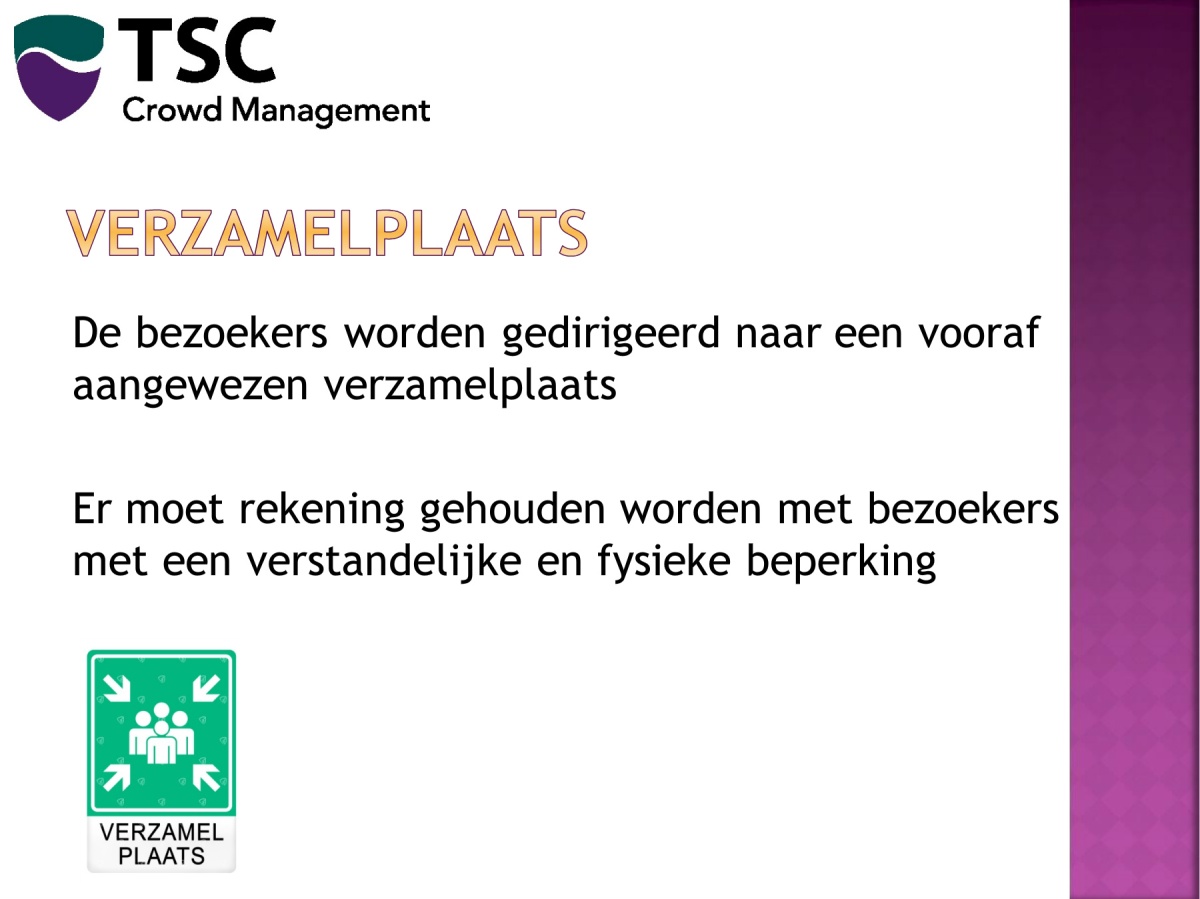 TSC
Crowd Management
VERZAMELPLAATS
De bezoekers worden gedirigeerd naar een vooraf
aangewezen verzamelplaats
Er moet rekening gehouden worden met bezoekers
met een verstandelijke en fysieke beperking
VERZAMEL
PLAATS